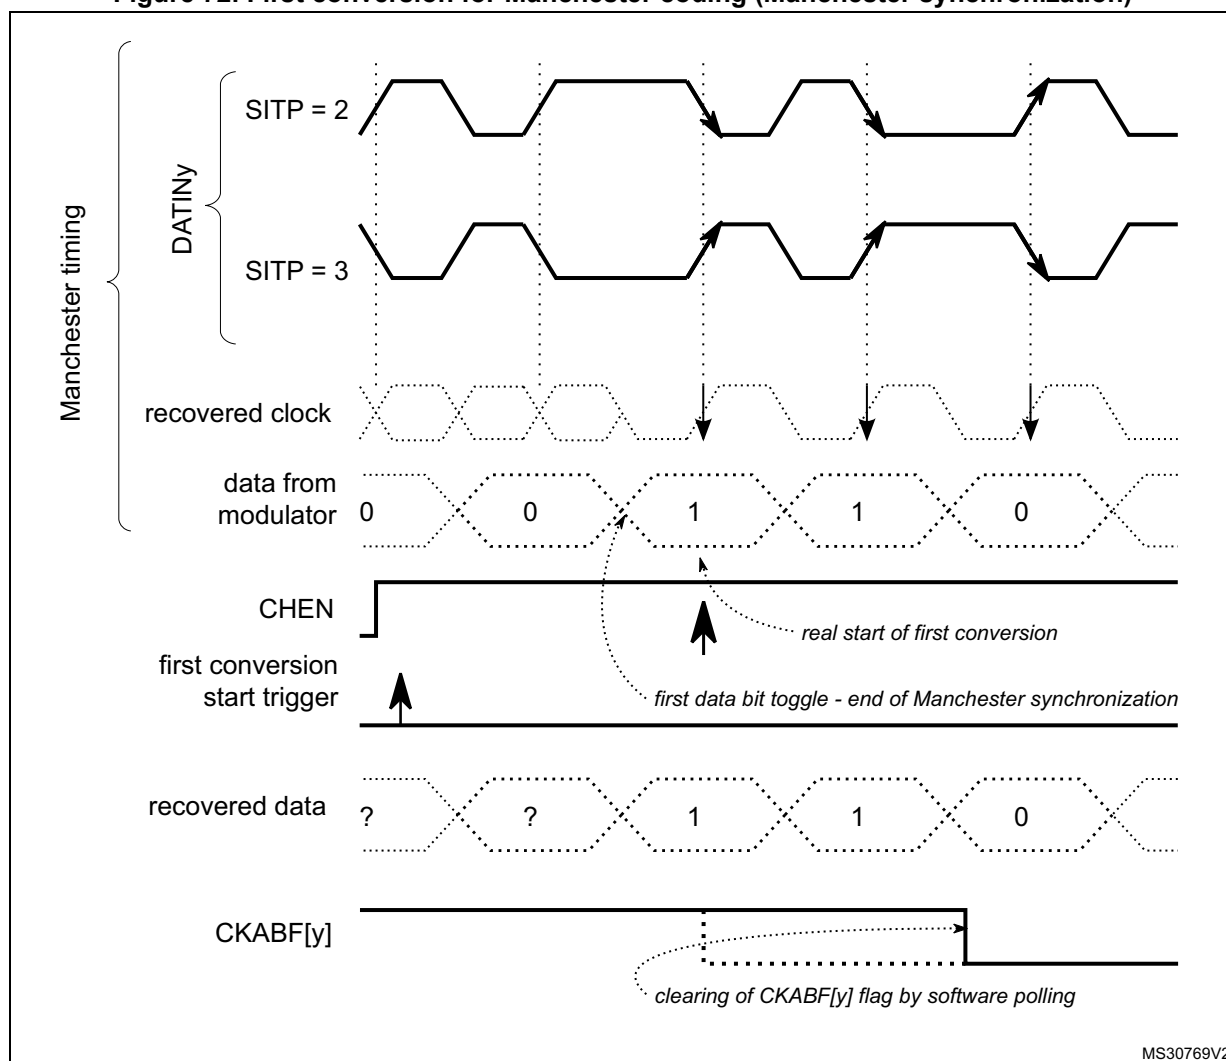 Figure 72. First conversion for Manchester coding (Manchester synchronization)
Manchester timing
DATINy
SITP = 2
SITP = 3
recovered clock
data from
modulator
0 0 1 1 0
CHEN
real start of first conversion
first conversion
start trigger
first data bit toggle - end of Manchester synchronization
recovered data
? ? 1 1 0
CKABF[y]
clearing of CKABF[y] flag by software polling
MS30769V2